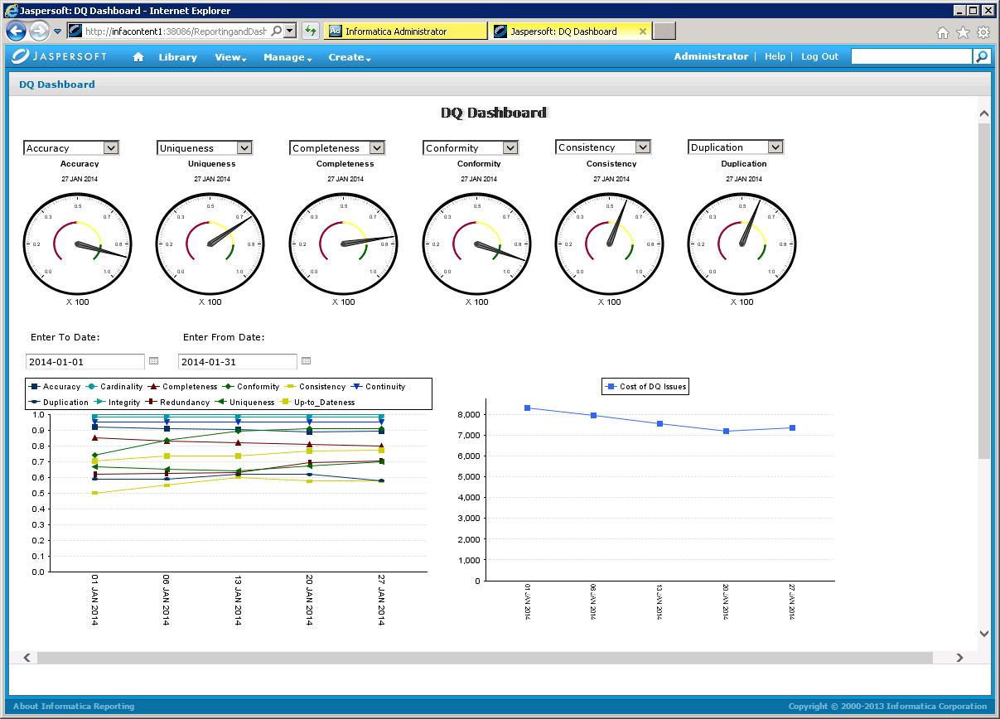 Jaspersoft: DQ Dashboard - Internet Explorer
http://infacontent1:38086/ReportingandDash
Informatica Administrator
Jaspersoft: DQ Dashboard
JASPERSOFT Library View Manage Create Administrator | Help | Log Out
DQ Dashboard
DQ Dashboard
Accuracy Uniqueness Completeness Conformity Consistency Duplication
Accuracy Uniqueness Completeness Conformity Consistency Duplication
27 JAN 2014 27 JAN 2014 27 JAN 2014 27 JAN 2014 27 JAN 2014 27 JAN 2014
0.5 0.5 0.5 0.5 0.5 0.5
0.3 0.7 0.3 0.7 0.3 0.7 0.3 0.7 0.3 0.7 0.3 0.7
0.2 0.8 0.2 0.8 0.2 0.8 0.2 0.8 0.2 0.8 0.2 0.8
0.0 1.0 0.0 1.0 0.0 1.0 0.0 1.0 0.0 1.0 0.0 1.0
X 100 X 100 X 100 X 100 X 100 X 100
Enter To Date: Enter From Date:
2014-01-01 2014-01-31
Accuracy Cardinality Completeness Conformity Consistency Continuity
Duplication Integrity Redundancy Uniqueness Up-to_Dateness
1.0
0.9
0.8
0.7
0.6
0.5
0.4
0.3
0.2
0.1
0.0
01 JAN 2014
06 JAN 2014
13 JAN 2014
20 JAN 2014
27 JAN 2014
Cost of DQ Issues
8,000
7,000
6,000
5,000
4,000
3,000
2,000
1,000
0
01 JAN 2014
06 JAN 2014
13 JAN 2014
20 JAN 2014
27 JAN 2014
About Informatica Reporting
Copyright © 2000-2013 Informatica Corporation